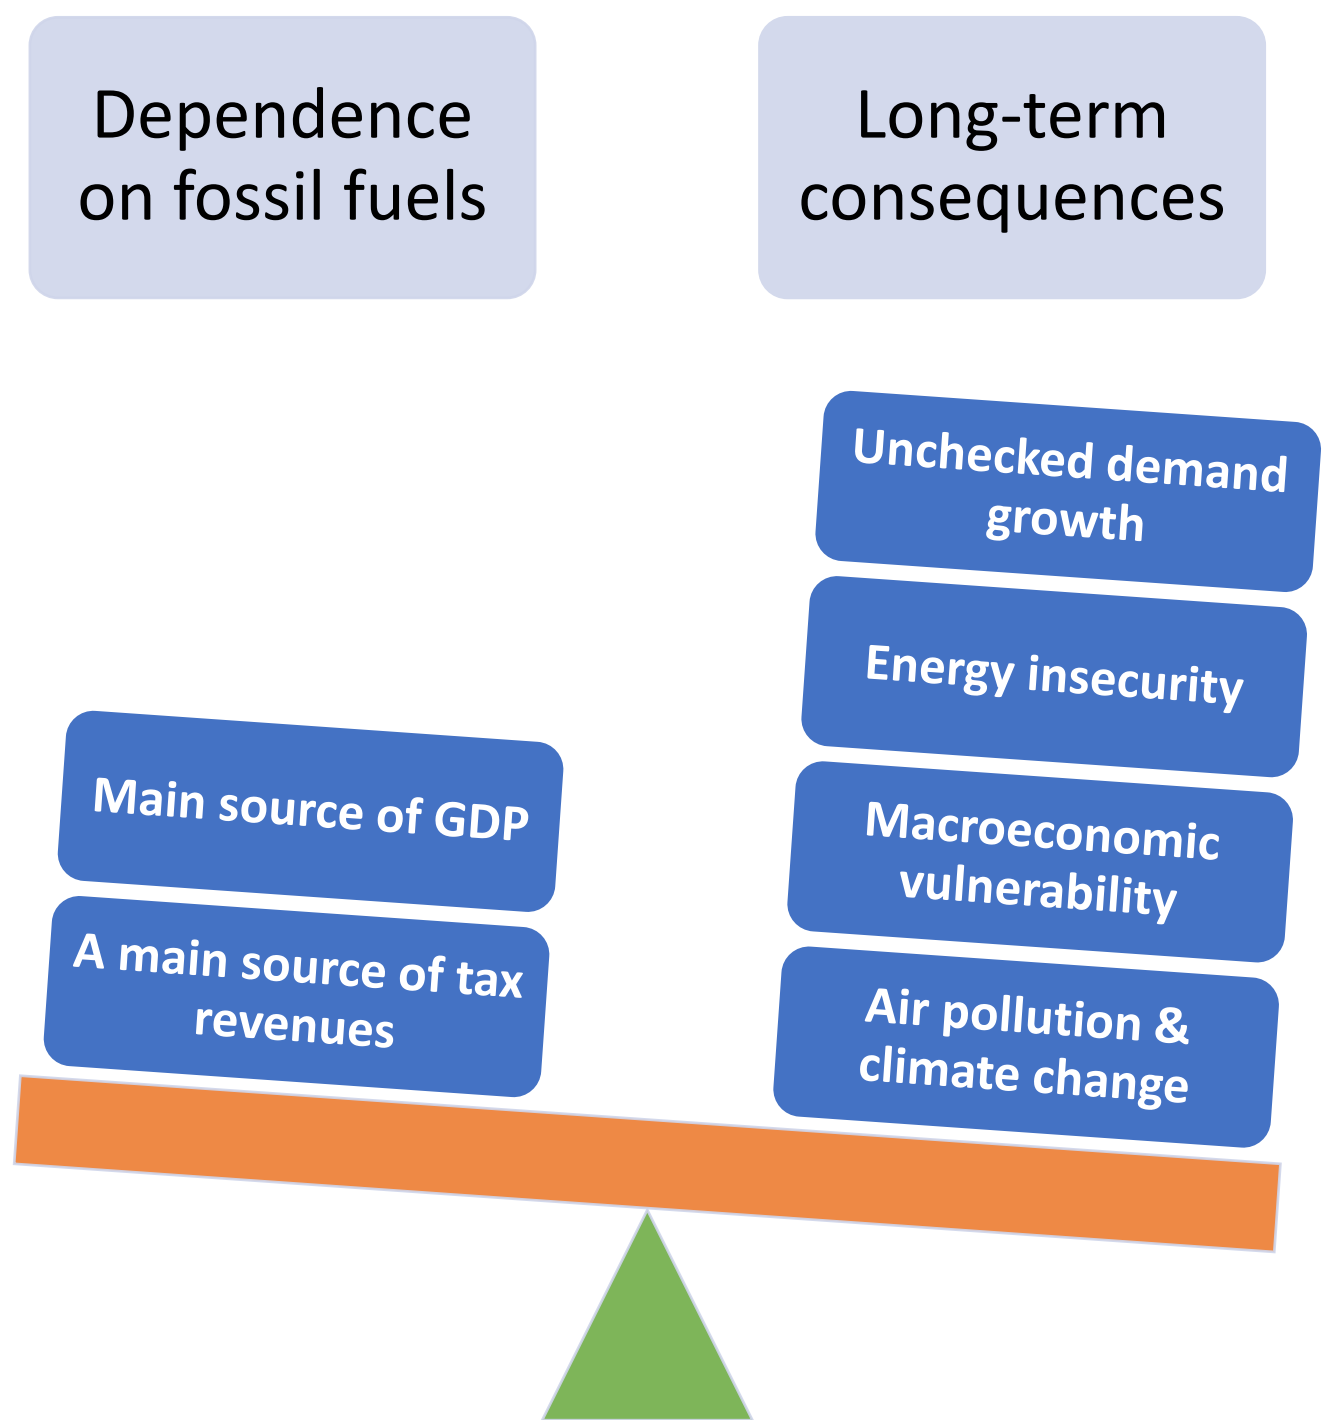 Dependence
on fossil fuels
Long-term
consequences
Unchecked demand
growth
Energy insecurity
Macroeconomic
vulnerability
Air pollution &
climate change
Main source of GDP
A main source of tax
revenues